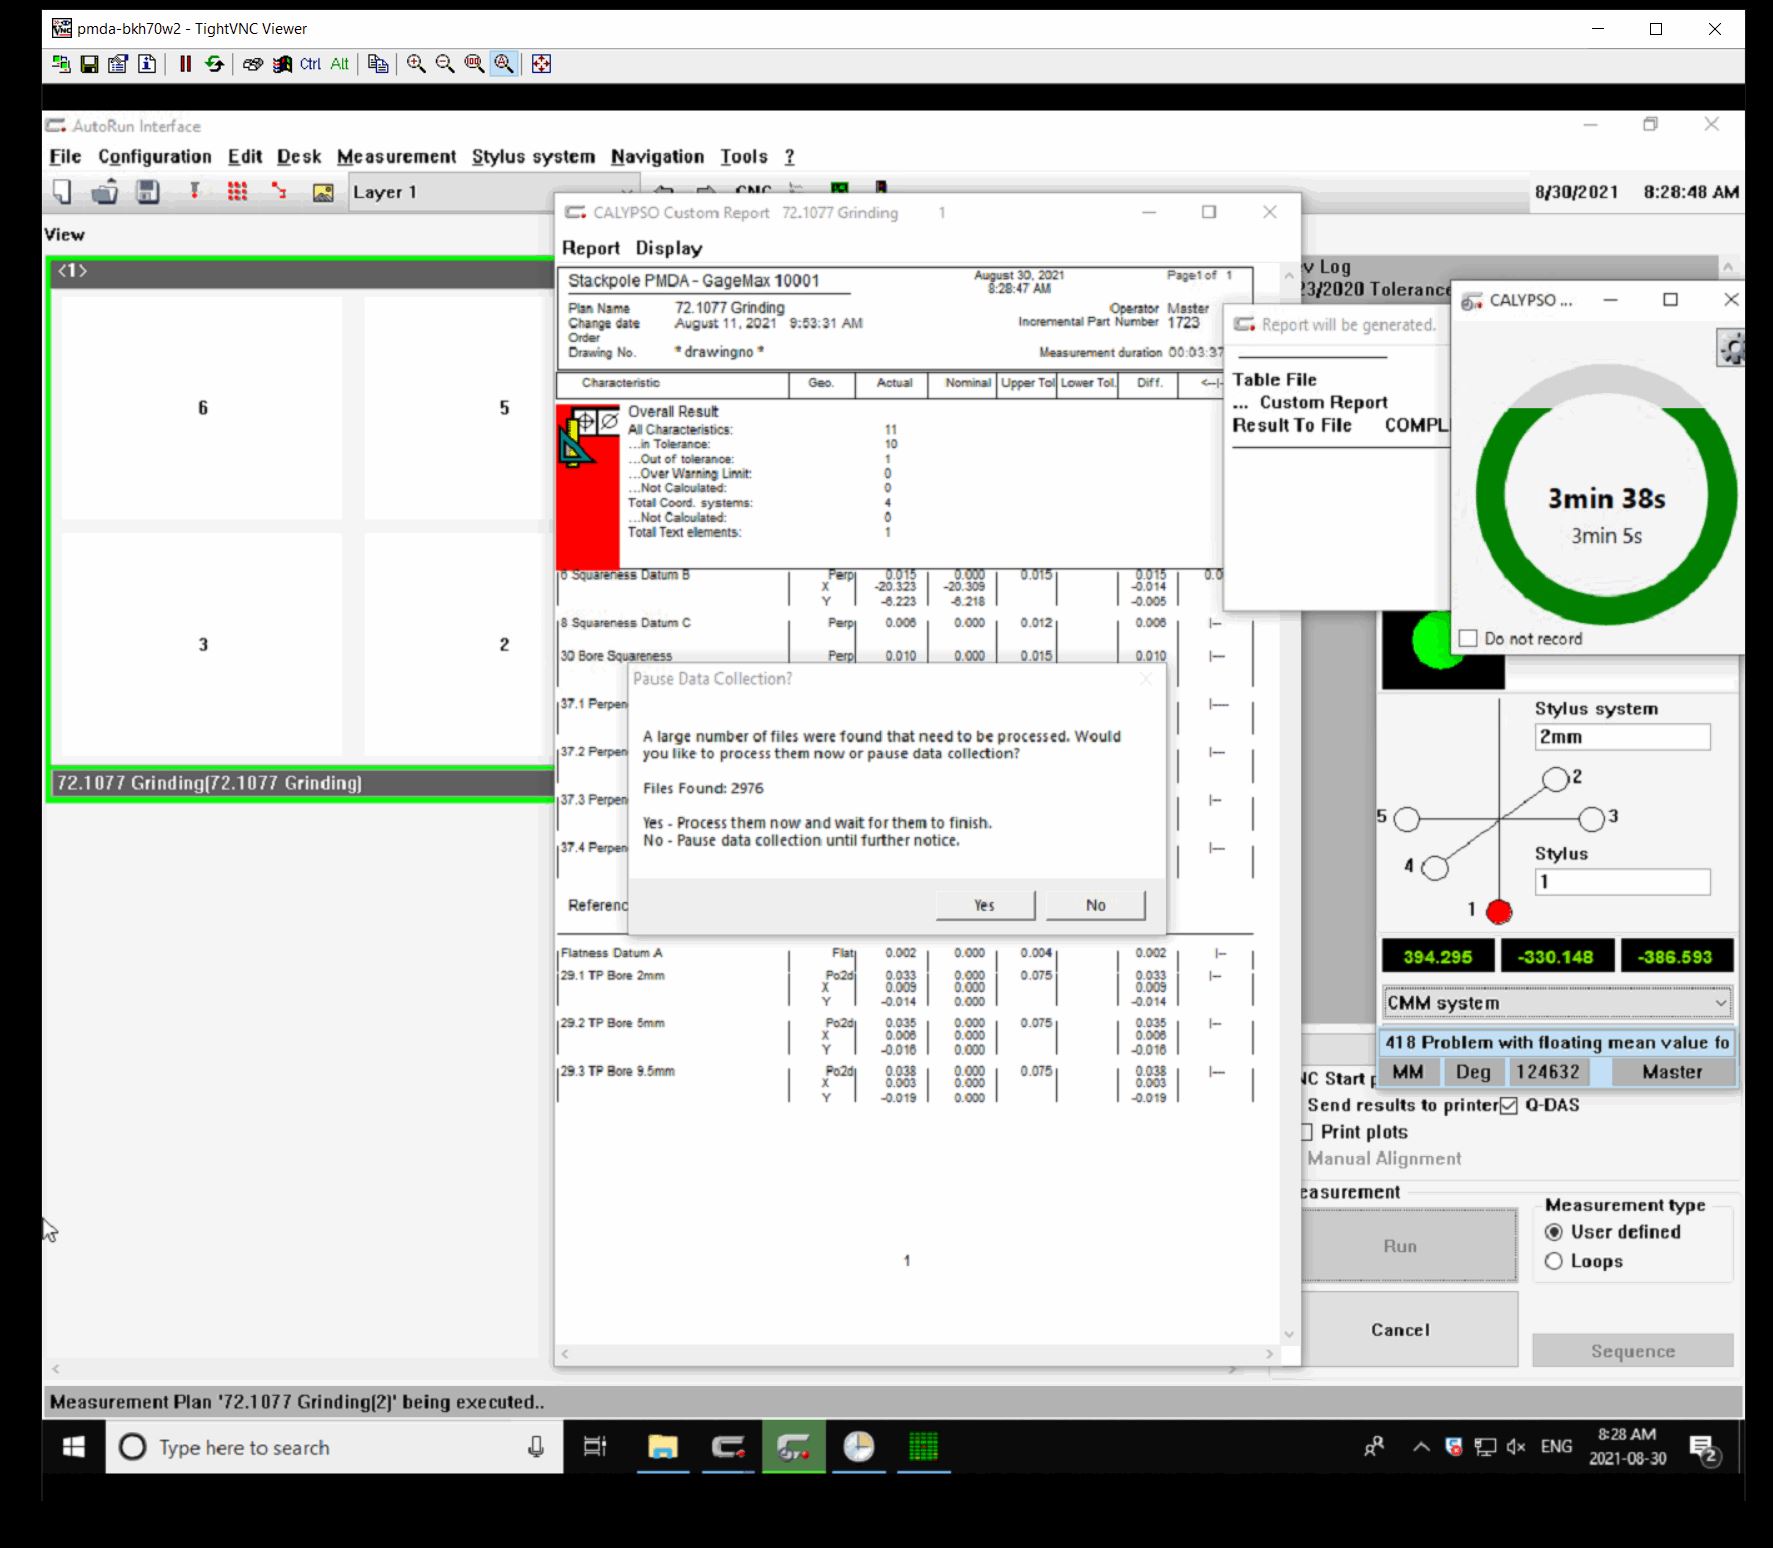 pmda-bkh70w2 - TightVNC Viewer
Ctrl Alt
AutoRun Interface
File Configuration Edit Desk Measurement Stylus system Navigation Tools ?
Layer 1
CNC
8/30/2021 8:28:48 AM
View
<1>
6
5
3
2
72.1077 Grinding(72.1077 Grinding)
CALYPSO Custom Report 72.1077 Grinding 1
Report Display
Stackpole PMDA - GageMax 10001
August 30, 2021
8:28:47 AM
Page1 of 1
Plan Name 72.1077 Grinding
Operator Master
Change date August 11, 2021 9:53:31 AM
Incremental Part Number 1723
Order
Drawing No. * drawingno *
Measurement duration 00:03:37
Characteristic Geo. Actual Nominal Upper Tol Lower Tol. Diff. <--|-
Overall Result
All Characteristics: 11
...in Tolerance: 10
...Out of tolerance: 1
...Over Warning Limit: 0
...Not Calculated: 0
Total Coord. systems: 4
...Not Calculated: 0
Total Text elements: 1
6 Squareness Datum B Perp 0.015 0.000 0.015 0.015 0.0
X -20.323 -20.309 -0.014
Y -6.223 -6.218 -0.005
8 Squareness Datum C Perp 0.006 0.000 0.012 0.006 |--
30 Bore Squareness Perp 0.010 0.000 0.015 0.010 |---
37.1 Perpen |----
37.2 Perpen |---
37.3 Perpen |--
37.4 Perpen |---
Referenc
Flatness Datum A Flat 0.002 0.000 0.004 0.002 |--
29.1 TP Bore 2mm Po2d 0.033 0.000 0.075 0.033 |--
X 0.009 0.000 0.009
Y -0.014 0.000 -0.014
29.2 TP Bore 5mm Po2d 0.035 0.000 0.075 0.035 |--
X 0.006 0.000 0.006
Y -0.016 0.000 -0.016
29.3 TP Bore 9.5mm Po2d 0.038 0.000 0.075 0.038 |---
X 0.003 0.000 0.003
Y -0.019 0.000 -0.019
1
Pause Data Collection?
A large number of files were found that need to be processed. Would
you like to process them now or pause data collection?
Files Found: 2976
Yes - Process them now and wait for them to finish.
No - Pause data collection until further notice.
Yes No
v Log
23/2020 Tolerance
Report will be generated.
Table File
... Custom Report
Result To File COMPL
CALYPSO ...
3min 38s
3min 5s
Do not record
Stylus system
2mm
2
5
3
4
Stylus
1
1
394.295 -330.148 -386.593
CMM system
418 Problem with floating mean value fo
MM Deg 124632 Master
NC Start p
Send results to printer Q-DAS
Print plots
Manual Alignment
easurement
Measurement type
User defined
Loops
Run
Cancel
Sequence
Measurement Plan '72.1077 Grinding(2)' being executed..
Type here to search
ENG
8:28 AM
2021-08-30
2